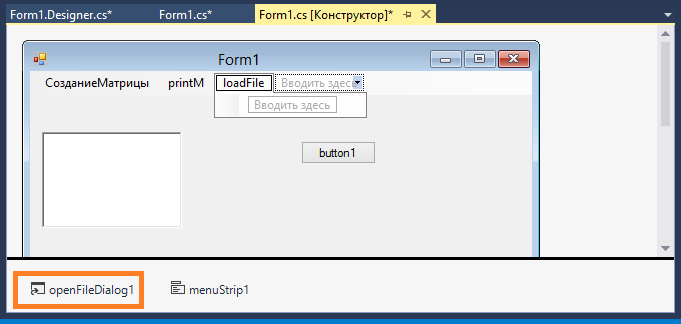 Form1.Designer.cs* Form1.cs* Form1.cs [Конструктор]*
Form1
СозданиеМатрицы printM loadFile Вводить здесь
Вводить здесь
button1
openFileDialog1 menuStrip1